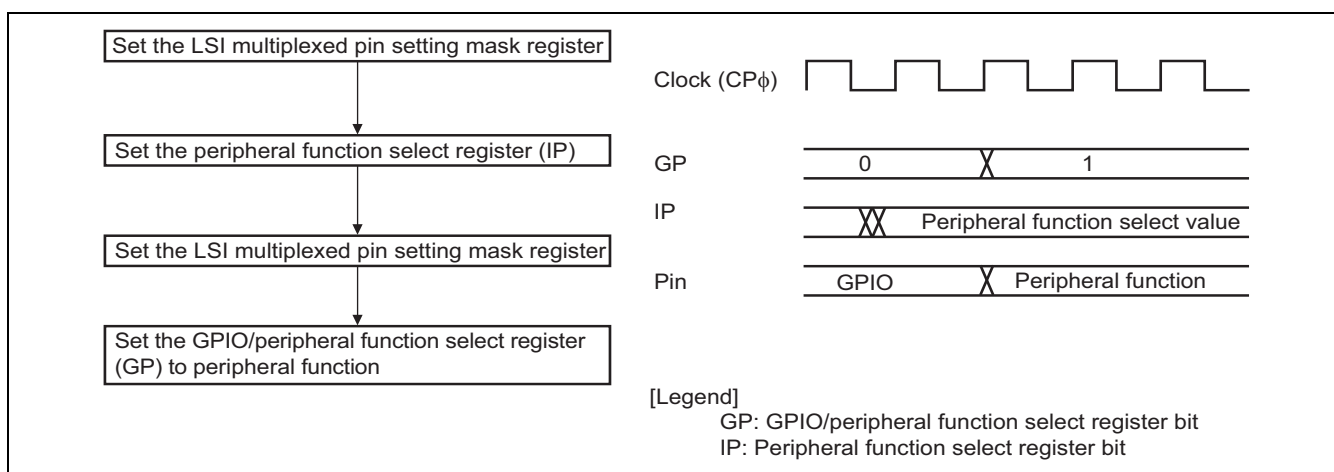 Set the LSI multiplexed pin setting mask register
Set the peripheral function select register (IP)
Set the LSI multiplexed pin setting mask register
Set the GPIO/peripheral function select register
(GP) to peripheral function
Clock (CPϕ)
GP
0
1
IP
Peripheral function select value
Pin
GPIO
Peripheral function
[Legend]
GP: GPIO/peripheral function select register bit
IP: Peripheral function select register bit